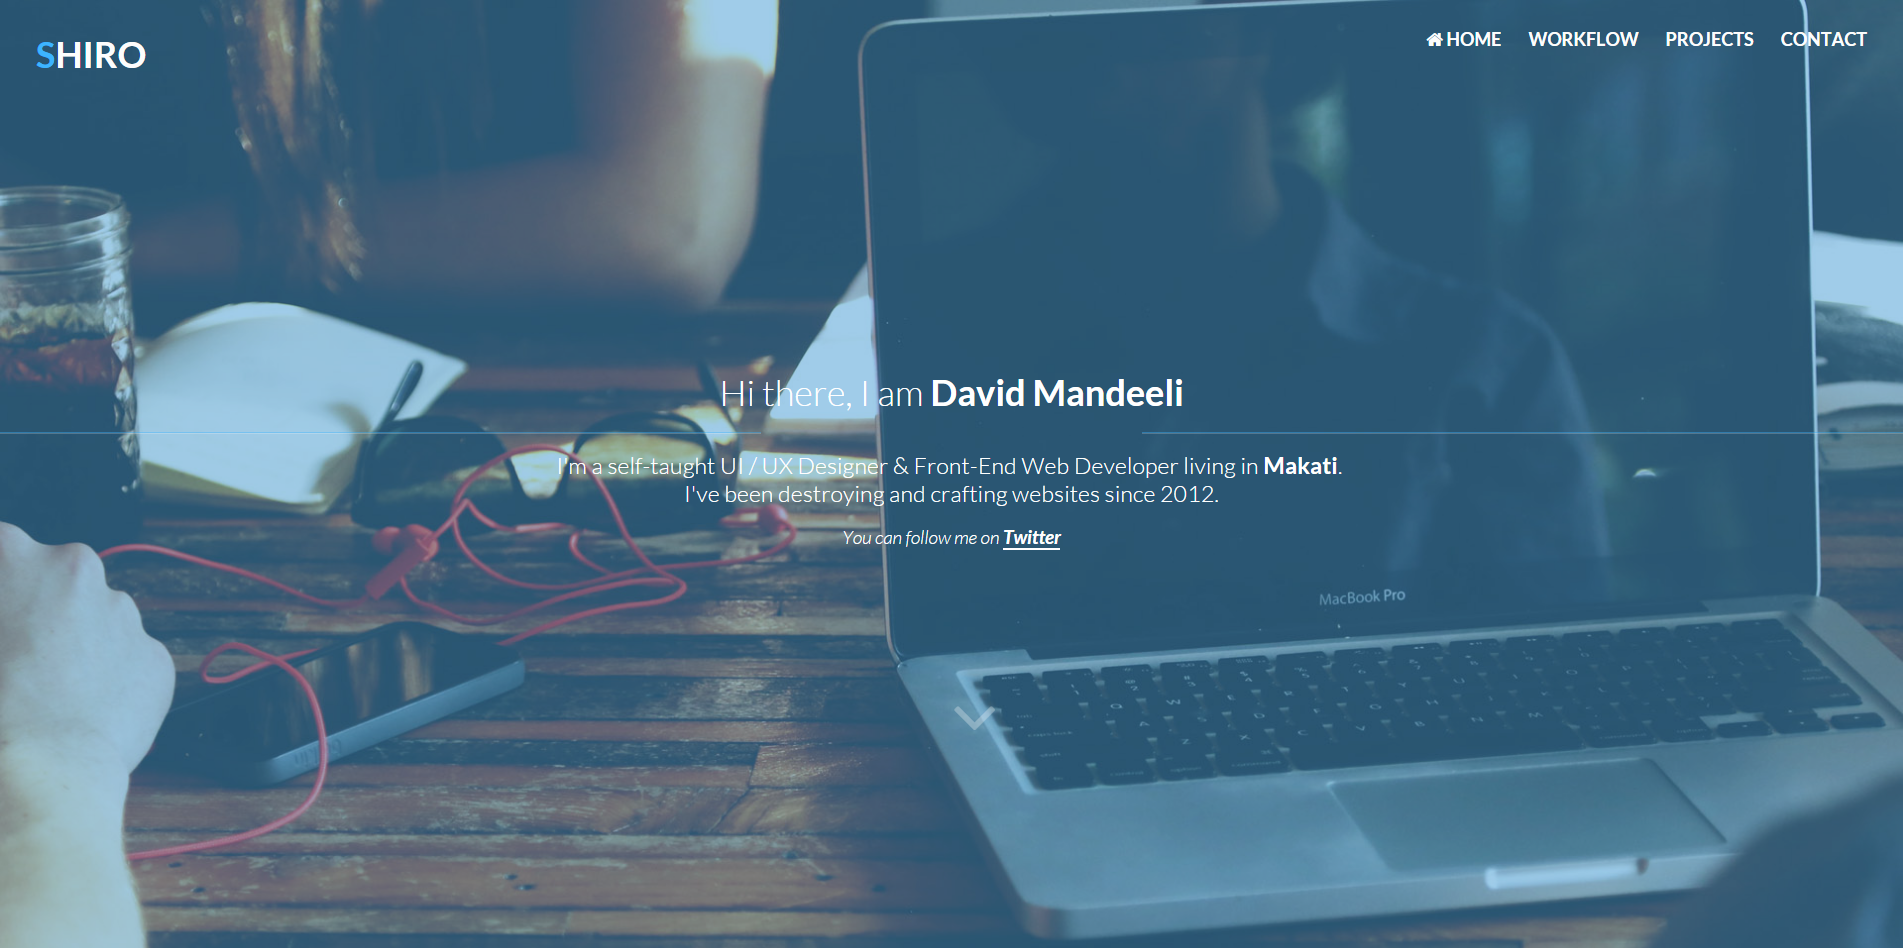 SHIRO
HOME WORKFLOW PROJECTS CONTACT
Hi there, I am David Mandeeli
I'm a self-taught UI / UX Designer & Front-End Web Developer living in Makati.
I've been destroying and crafting websites since 2012.
You can follow me on Twitter
MacBook Pro